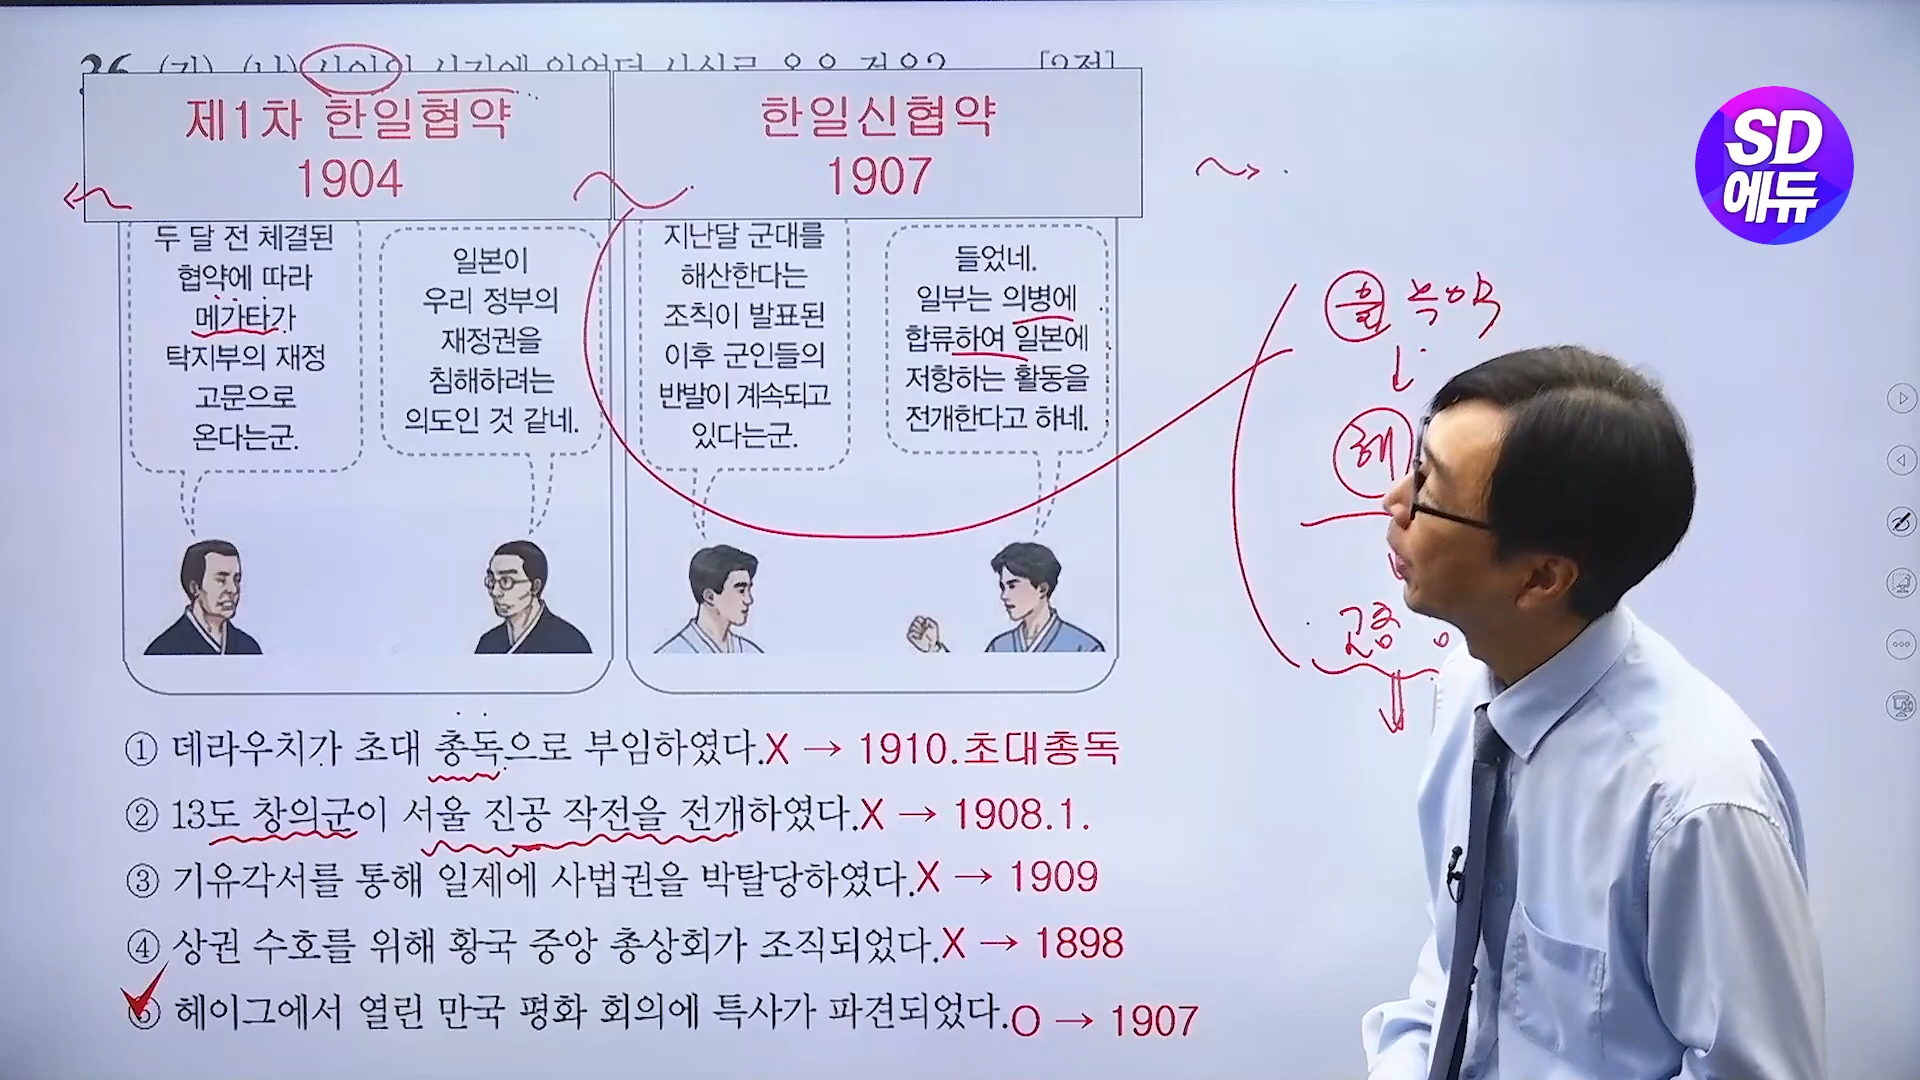 제1차 한일협약
1904
한일신협약
1907
두 달 전 체결된
협약에 따라
메가타가
탁지부의 재정
고문으로
온다는군.
일본이
우리 정부의
재정권을
침해하려는
의도인 것 같네.
지난달 군대를
해산한다는
조칙이 발표된
이후 군인들의
반발이 계속되고
있다는군.
들었네.
일부는 의병에
합류하여 일본에
저항하는 활동을
전개한다고 하네.
① 데라우치가 초대 총독으로 부임하였다.X → 1910.초대총독
② 13도 창의군이 서울 진공 작전을 전개하였다.X → 1908.1.
③ 기유각서를 통해 일제에 사법권을 박탈당하였다.X → 1909
④ 상권 수호를 위해 황국 중앙 총상회가 조직되었다.X → 1898
⑤ 헤이그에서 열린 만국 평화 회의에 특사가 파견되었다.O → 1907
을 늑약
헤
고종
SD
에듀